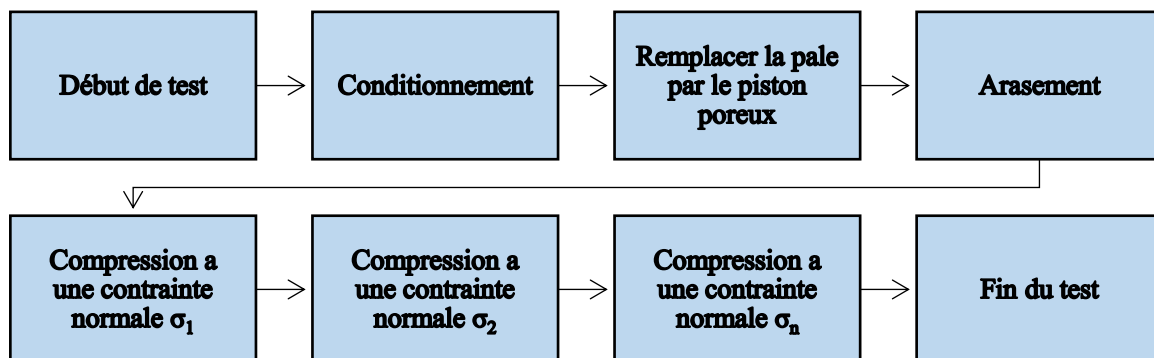 Début de test
Conditionnement
Remplacer la pale
par le piston
poreux
Arasement
Compression a
une contrainte
normale σ₁
Compression a
une contrainte
normale σ₂
Compression a
une contrainte
normale σₙ
Fin du test